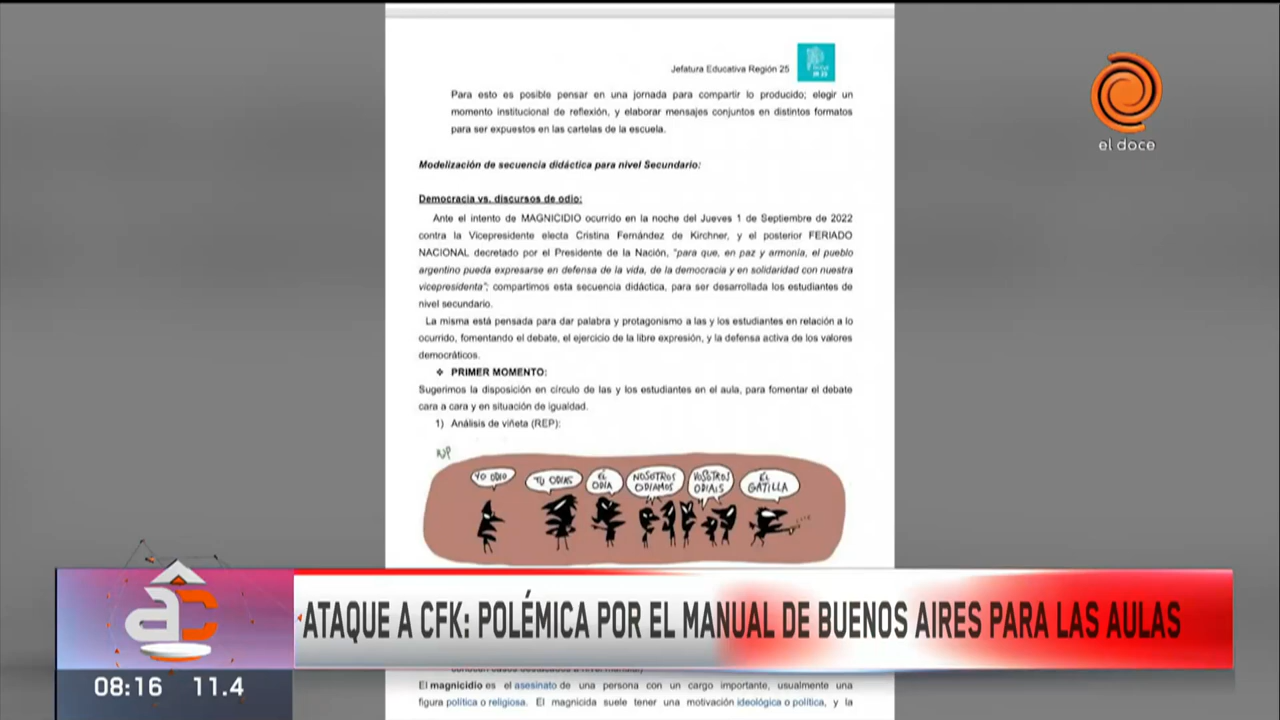 Jefatura Educativa Región 25
Para esto es posible pensar en una jornada para compartir lo producido; elegir un
momento institucional de reflexión, y elaborar mensajes conjuntos en distintos formatos
para ser expuestos en las cartelas de la escuela.
el doce
Modelización de secuencia didáctica para nivel Secundario:
Democracia vs. discursos de odio:
Ante el intento de MAGNICIDIO ocurrido en la noche del Jueves 1 de Septiembre de 2022
contra la Vicepresidente electa Cristina Fernández de Kirchner, y el posterior FERIADO
NACIONAL decretado por el Presidente de la Nación, "para que, en paz y armonía, el pueblo
argentino pueda expresarse en defensa de la vida, de la democracia y en solidaridad con nuestra
vicepresidenta"; compartimos esta secuencia didáctica, para ser desarrollada los estudiantes de
nivel secundario.
La misma está pensada para dar palabra y protagonismo a las y los estudiantes en relación a lo
ocurrido, fomentando el debate, el ejercicio de la libre expresión, y la defensa activa de los valores
democráticos.
❖ PRIMER MOMENTO:
Sugerimos la disposición en círculo de las y los estudiantes en el aula, para fomentar el debate
cara a cara y en situación de igualdad.
1) Análisis de viñeta (REP):
REP
YO ODIO
TU ODIAS
ÉL ODIA
NOSOTROS ODIAMOS
VOSOTROS ODIAIS
ÉL GATILLA
ac
ATAQUE A CFK: POLÉMICA POR EL MANUAL DE BUENOS AIRES PARA LAS AULAS
08:16 11.4
El magnicidio es el asesinato de una persona con un cargo importante, usualmente una
figura política o religiosa. El magnicida suele tener una motivación ideológica o política, y la